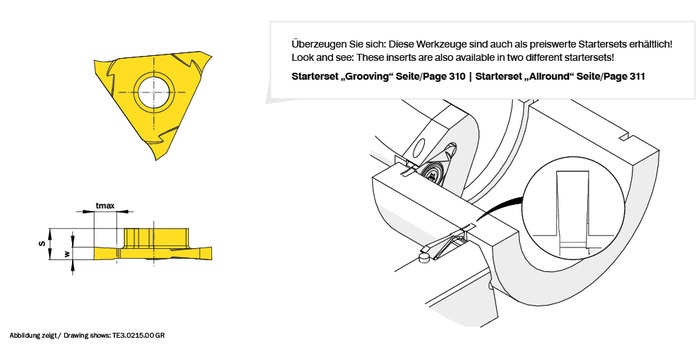 Überzeugen Sie sich: Diese Werkzeuge sind auch als preiswerte Startersets erhältlich!
Look and see: These inserts are also available in two different startersets!
Starterset „Grooving“ Seite/Page 310 | Starterset „Allround“ Seite/Page 311
tmax
S
w
Abbildung zeigt / Drawing shows: TE3.0215.00 GR